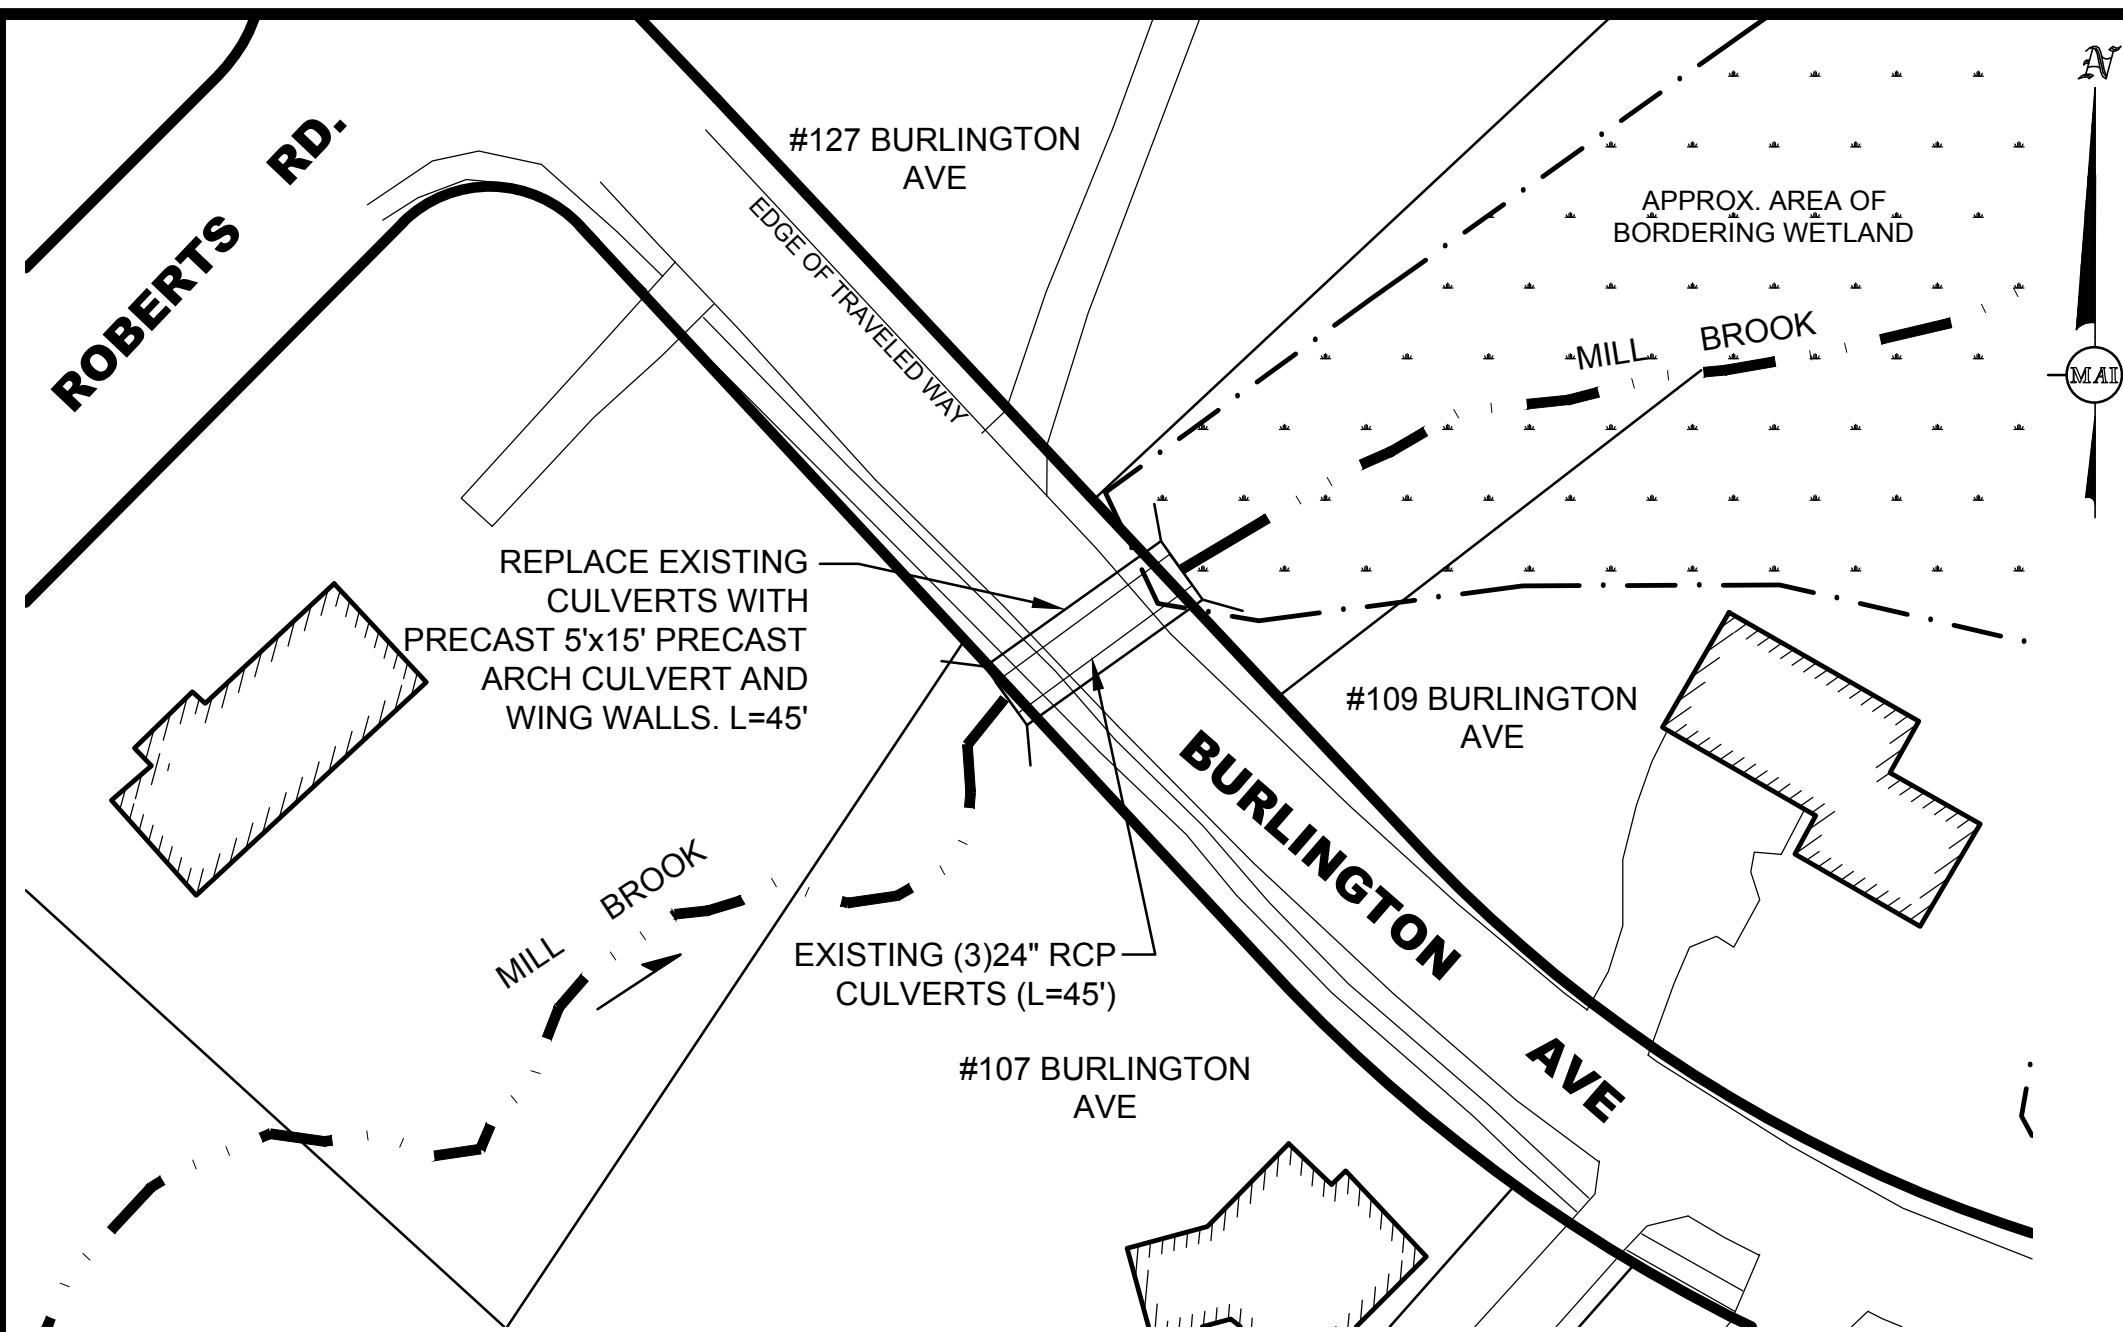 N
#127 BURLINGTON
AVE
ROBERTS RD.
EDGE OF TRAVELED WAY
APPROX. AREA OF
BORDERING WETLAND
MILL BROOK
MAI
REPLACE EXISTING
CULVERTS WITH
PRECAST 5'x15' PRECAST
ARCH CULVERT AND
WING WALLS. L=45'
#109 BURLINGTON
AVE
BURLINGTON AVE
MILL BROOK
EXISTING (3)24" RCP
CULVERTS (L=45')
#107 BURLINGTON
AVE